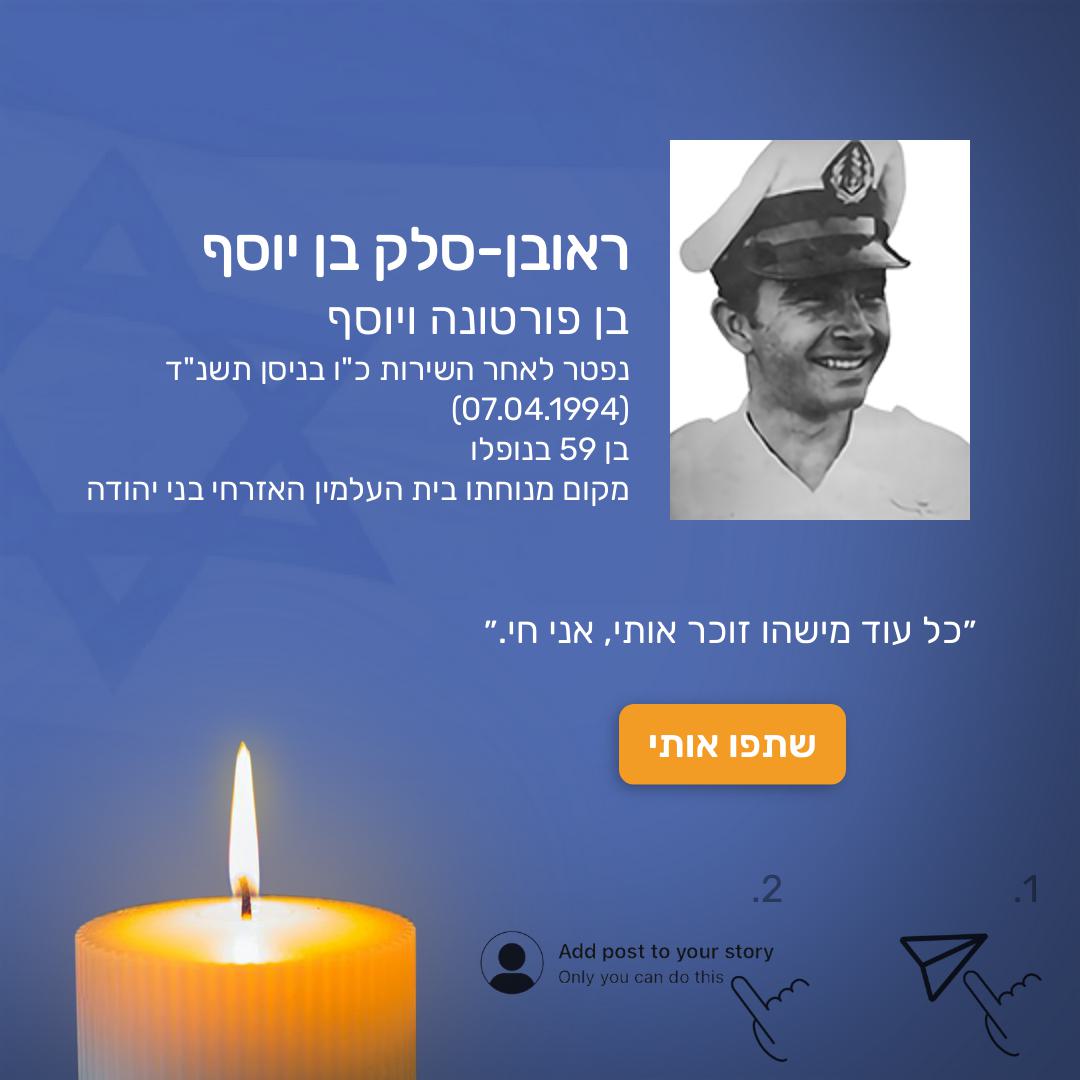 ראובן-סלק בן יוסף
בן פורטונה ויוסף
נפטר לאחר השירות כ"ו בניסן תשנ"ד
(07.04.1994)
בן 59 בנופלו
מקום מנוחתו בית העלמין האזרחי בני יהודה
״כל עוד מישהו זוכר אותי, אני חי.״
שתפו אותי
.1
.2
Add post to your story
Only you can do this